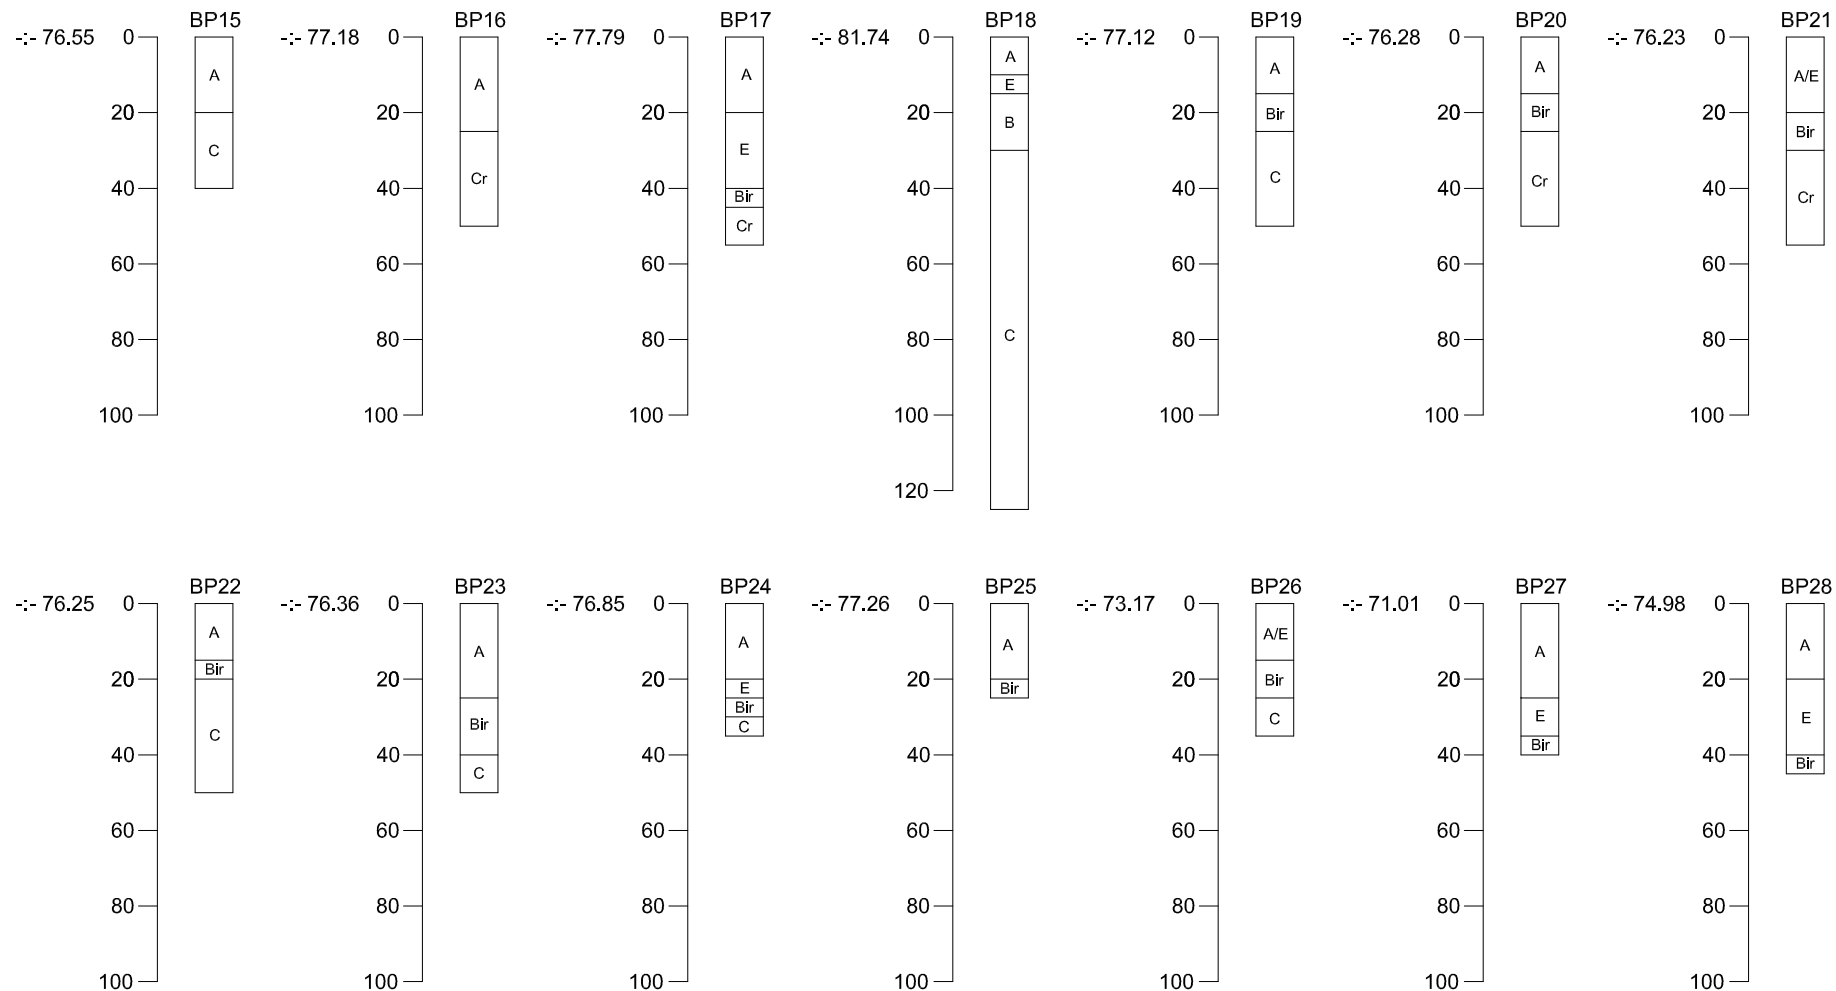 BP15 BP16 BP17 BP18 BP19 BP20 BP21
-:- 76.55 0 -:- 77.18 0 -:- 77.79 0 -:- 81.74 0 -:- 77.12 0 -:- 76.28 0 -:- 76.23 0
A A A A A A A/E
E
20 20 20 20 20 20 20
C Cr E B Bir Bir Bir
C Cr Cr
40 40 40 40 40 40 40
Bir
Cr
60 60 60 60 60 60 60
80 80 80 80 80 80 80
C
100 100 100 100 100 100 100
120
BP22 BP23 BP24 BP25 BP26 BP27 BP28
-:- 76.25 0 -:- 76.36 0 -:- 76.85 0 -:- 77.26 0 -:- 73.17 0 -:- 71.01 0 -:- 74.98 0
A A A A A/E A A
Bir
20 20 20 20 20 20 20
E Bir Bir
C Bir Bir C E E
C
40 40 40 40 40 40 40
C Bir Bir
60 60 60 60 60 60 60
80 80 80 80 80 80 80
100 100 100 100 100 100 100